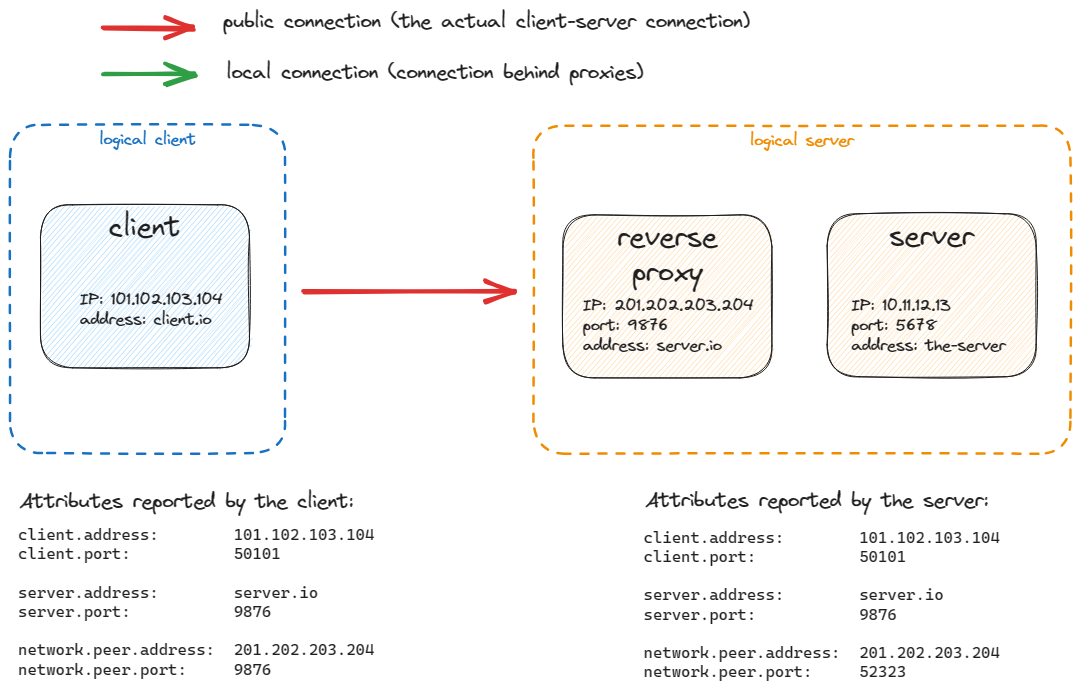 public connection (the actual client-server connection)
local connection (connection behind proxies)
logical client
logical server
client
IP: 101.102.103.104
address: client.io
reverse
proxy
IP: 201.202.203.204
port: 9876
address: server.io
server
IP: 10.11.12.13
port: 5678
address: the-server
Attributes reported by the client:
client.address: 101.102.103.104
client.port: 50101
server.address: server.io
server.port: 9876
network.peer.address: 201.202.203.204
network.peer.port: 9876
Attributes reported by the server:
client.address: 101.102.103.104
client.port: 50101
server.address: server.io
server.port: 9876
network.peer.address: 201.202.203.204
network.peer.port: 52323